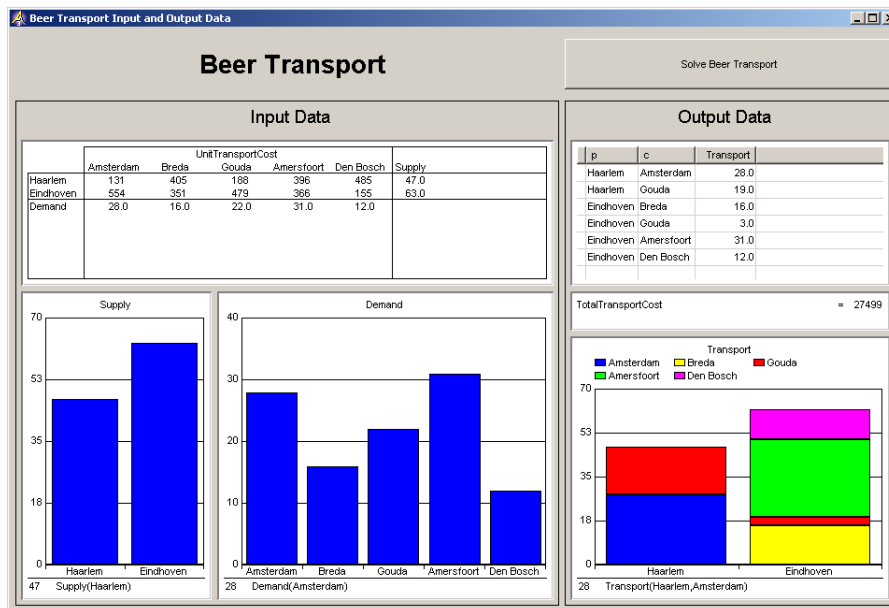 Beer Transport Input and Output Data
Beer Transport
Solve Beer Transport
Input Data
UnitTransportCost
Amsterdam Breda Gouda Amersfoort Den Bosch Supply
Haarlem 131 405 188 396 485 47.0
Eindhoven 554 351 479 366 155 63.0
Demand 28.0 16.0 22.0 31.0 12.0
Supply
70
53
35
18
0
Haarlem Eindhoven
47 Supply(Haarlem)
Demand
40
30
20
10
0
Amsterdam Breda Gouda Amersfoort Den Bosch
28 Demand(Amsterdam)
Output Data
p c Transport
Haarlem Amsterdam 28.0
Haarlem Gouda 19.0
Eindhoven Breda 16.0
Eindhoven Gouda 3.0
Eindhoven Amersfoort 31.0
Eindhoven Den Bosch 12.0
TotalTransportCost = 27499
Transport
Amsterdam Breda Gouda
Amersfoort Den Bosch
70
53
35
18
0
Haarlem Eindhoven
28 Transport(Haarlem,Amsterdam)